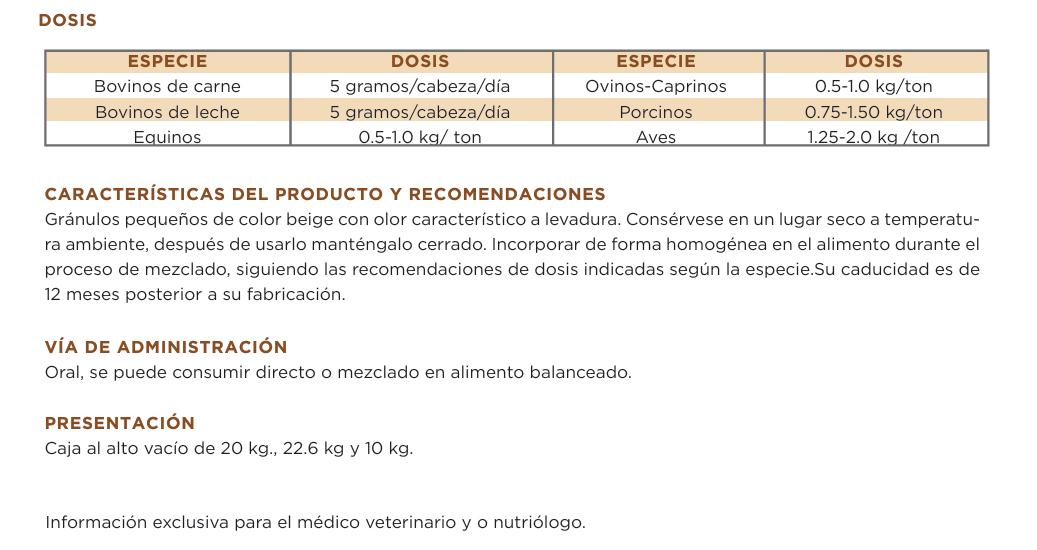 DOSIS
ESPECIE DOSIS ESPECIE DOSIS
Bovinos de carne 5 gramos/cabeza/día Ovinos-Caprinos 0.5-1.0 kg/ton
Bovinos de leche 5 gramos/cabeza/día Porcinos 0.75-1.50 kg/ton
Equinos 0.5-1.0 kg/ ton Aves 1.25-2.0 kg /ton
CARACTERÍSTICAS DEL PRODUCTO Y RECOMENDACIONES
Gránulos pequeños de color beige con olor característico a levadura. Consérvese en un lugar seco a temperatu-
ra ambiente, después de usarlo manténgalo cerrado. Incorporar de forma homogénea en el alimento durante el
proceso de mezclado, siguiendo las recomendaciones de dosis indicadas según la especie.Su caducidad es de
12 meses posterior a su fabricación.
VÍA DE ADMINISTRACIÓN
Oral, se puede consumir directo o mezclado en alimento balanceado.
PRESENTACIÓN
Caja al alto vacío de 20 kg., 22.6 kg y 10 kg.
Información exclusiva para el médico veterinario y o nutriólogo.